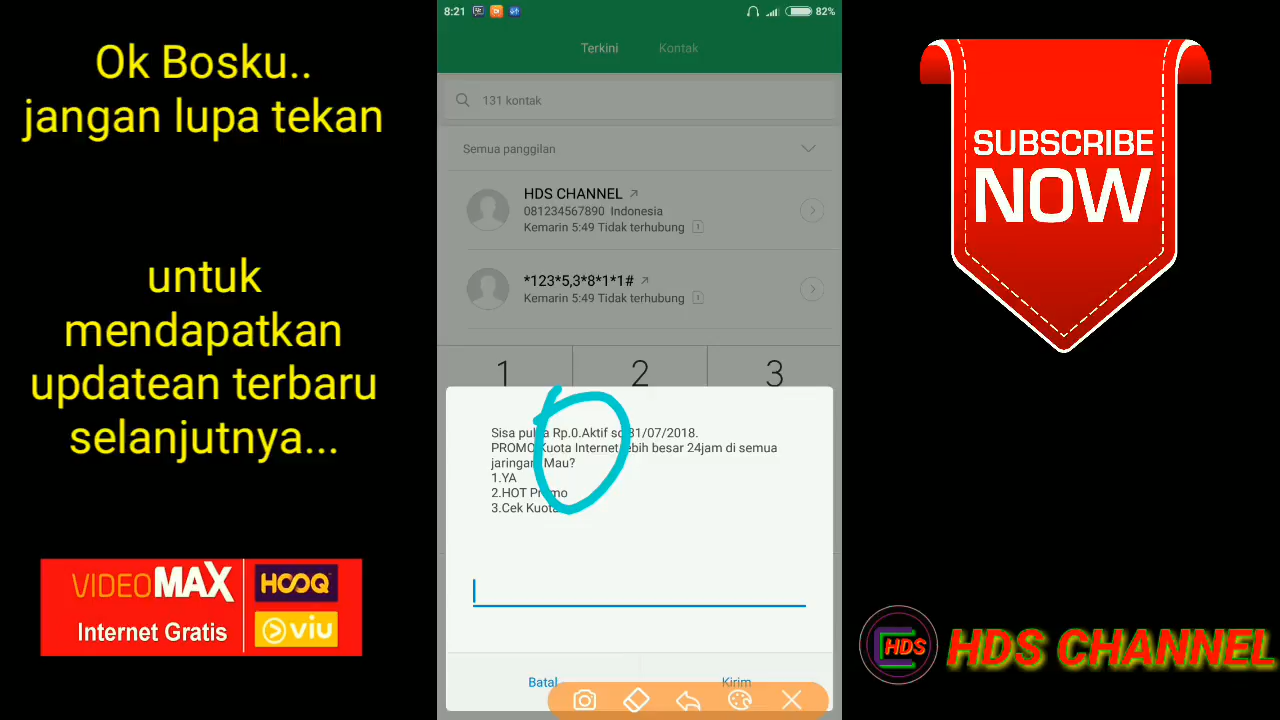 Ok Bosku..
jangan lupa tekan
untuk
mendapatkan
updatean terbaru
selanjutnya...
VIDEOMAX
Internet Gratis
HOOQ
viu
8:21
82%
Terkini
Kontak
131 kontak
Semua panggilan
HDS CHANNEL
081234567890 Indonesia
Kemarin 5:49 Tidak terhubung
1
*123*5,3*8*1*1#
Kemarin 5:49 Tidak terhubung
1
1
2
3
Sisa pulsa Rp.0.Aktif sd 31/07/2018.
PROMO Kuota Internet lebih besar 24jam di semua
jaringan. Mau?
1.YA
2.HOT Promo
3.Cek Kuota
Batal
Kirim
SUBSCRIBE
NOW
HDS
HDS CHANNEL